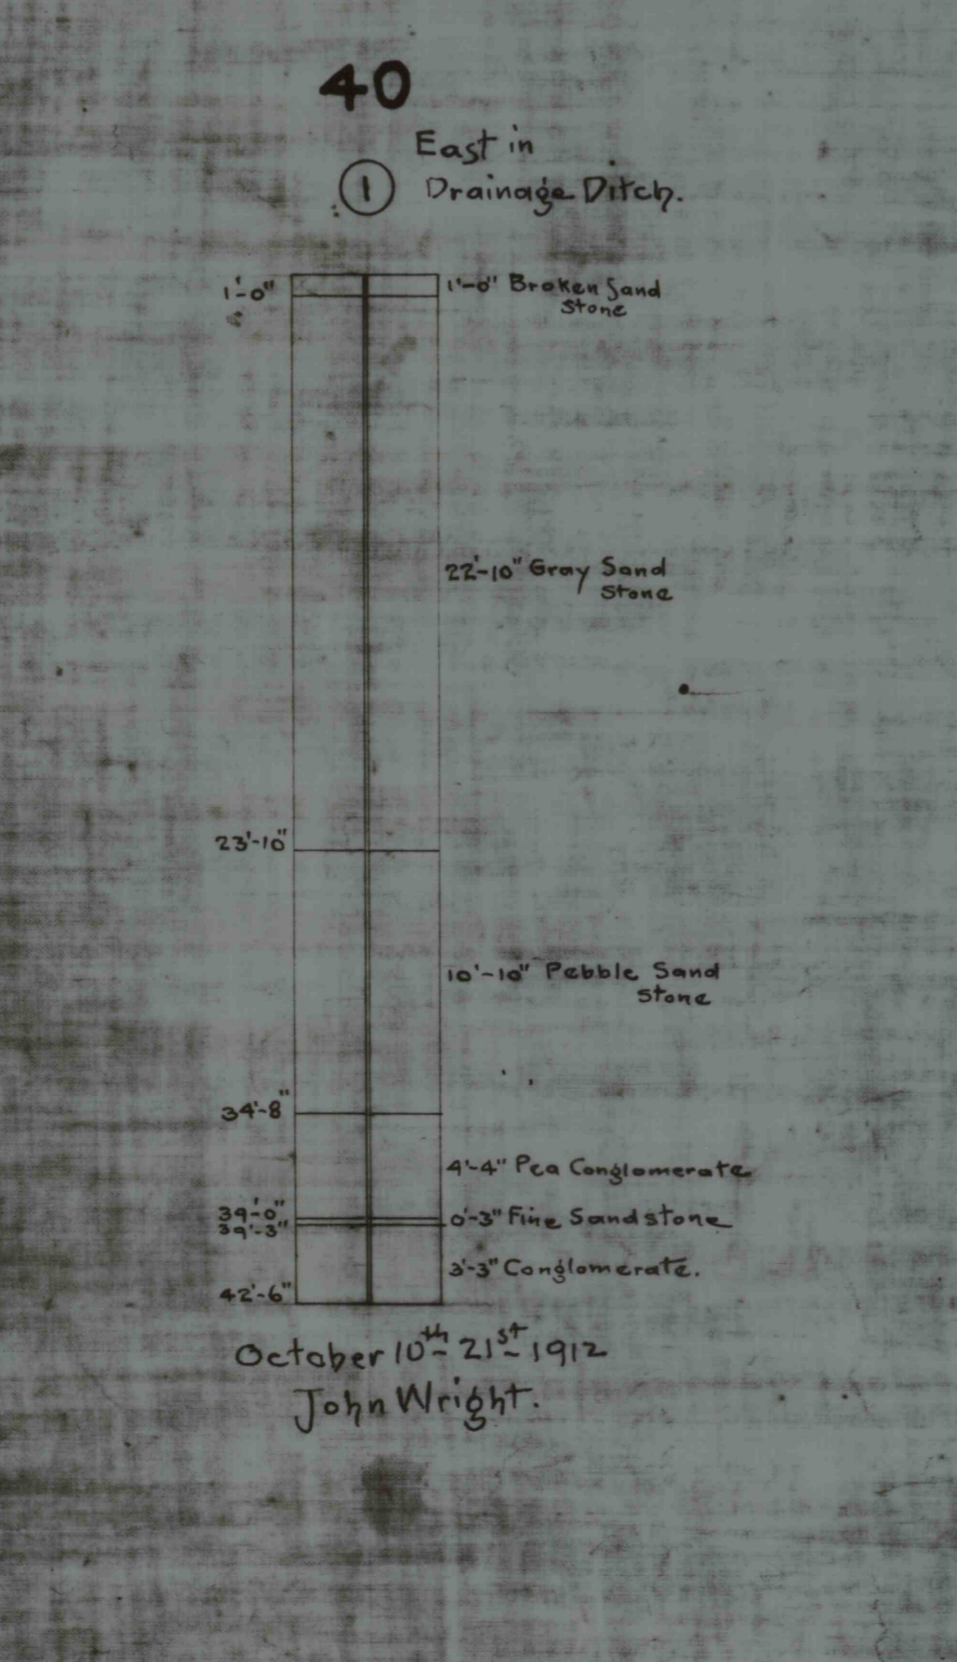 40
East in
1 Drainage Ditch.
1'-0" 1'-0" Broken Sand
Stone
22'-10" Gray Sand
Stone
23'-10"
10'-10" Pebble Sand
Stone
34'-8"
4'-4" Pea Conglomerate
39'-0"
39'-3" 0'-3" Fine Sandstone
3'-3" Conglomerate.
42'-6"
October 10th- 21st- 1912
John Wright.